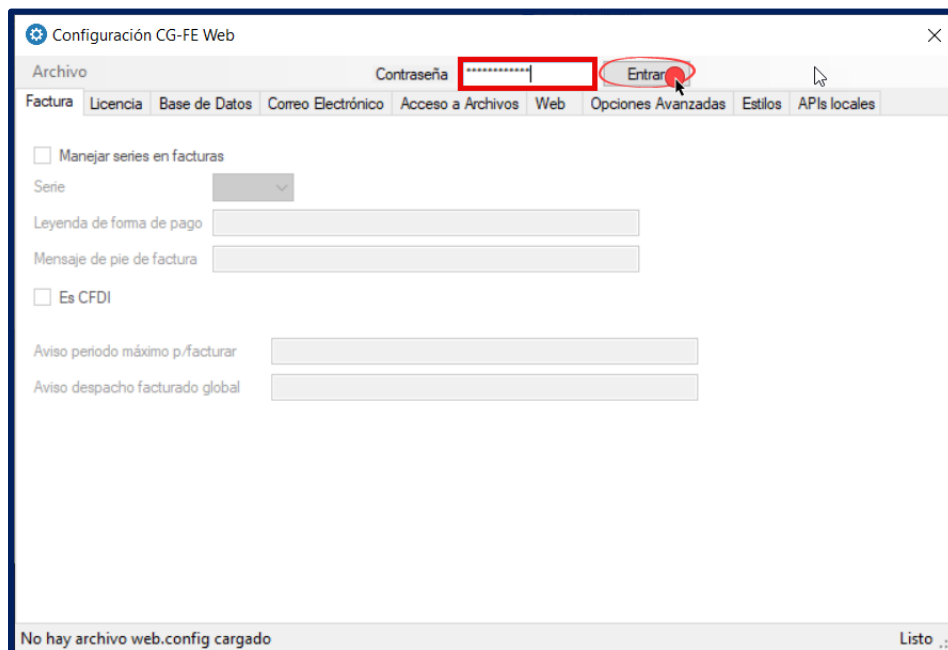 Configuración CG-FE Web
Archivo Contraseña ************ Entrar
Factura Licencia Base de Datos Correo Electrónico Acceso a Archivos Web Opciones Avanzadas Estilos APIs locales
Manejar series en facturas
Serie
Leyenda de forma de pago
Mensaje de pie de factura
Es CFDI
Aviso periodo máximo p/facturar
Aviso despacho facturado global
No hay archivo web.config cargado Listo